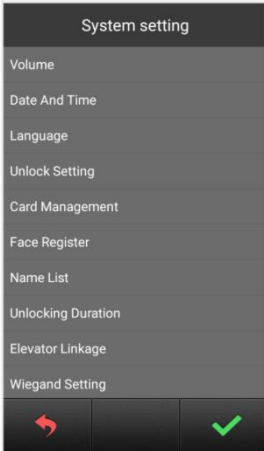 System setting
Volume
Date And Time
Language
Unlock Setting
Card Management
Face Register
Name List
Unlocking Duration
Elevator Linkage
Wiegand Setting